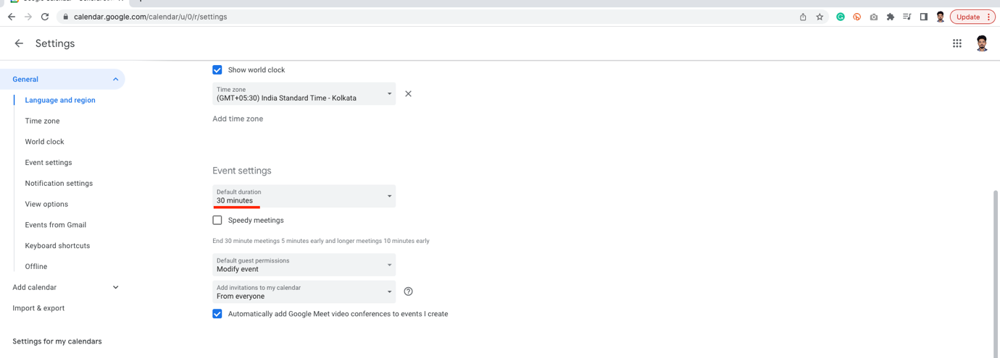 calendar.google.com/calendar/u/0/r/settings
Update
Settings
General
Language and region
Time zone
World clock
Event settings
Notification settings
View options
Events from Gmail
Keyboard shortcuts
Offline
Add calendar
Import & export
Settings for my calendars
Show world clock
Time zone
(GMT+05:30) India Standard Time - Kolkata
Add time zone
Event settings
Default duration
30 minutes
Speedy meetings
End 30 minute meetings 5 minutes early and longer meetings 10 minutes early
Default guest permissions
Modify event
Add invitations to my calendar
From everyone
Automatically add Google Meet video conferences to events I create